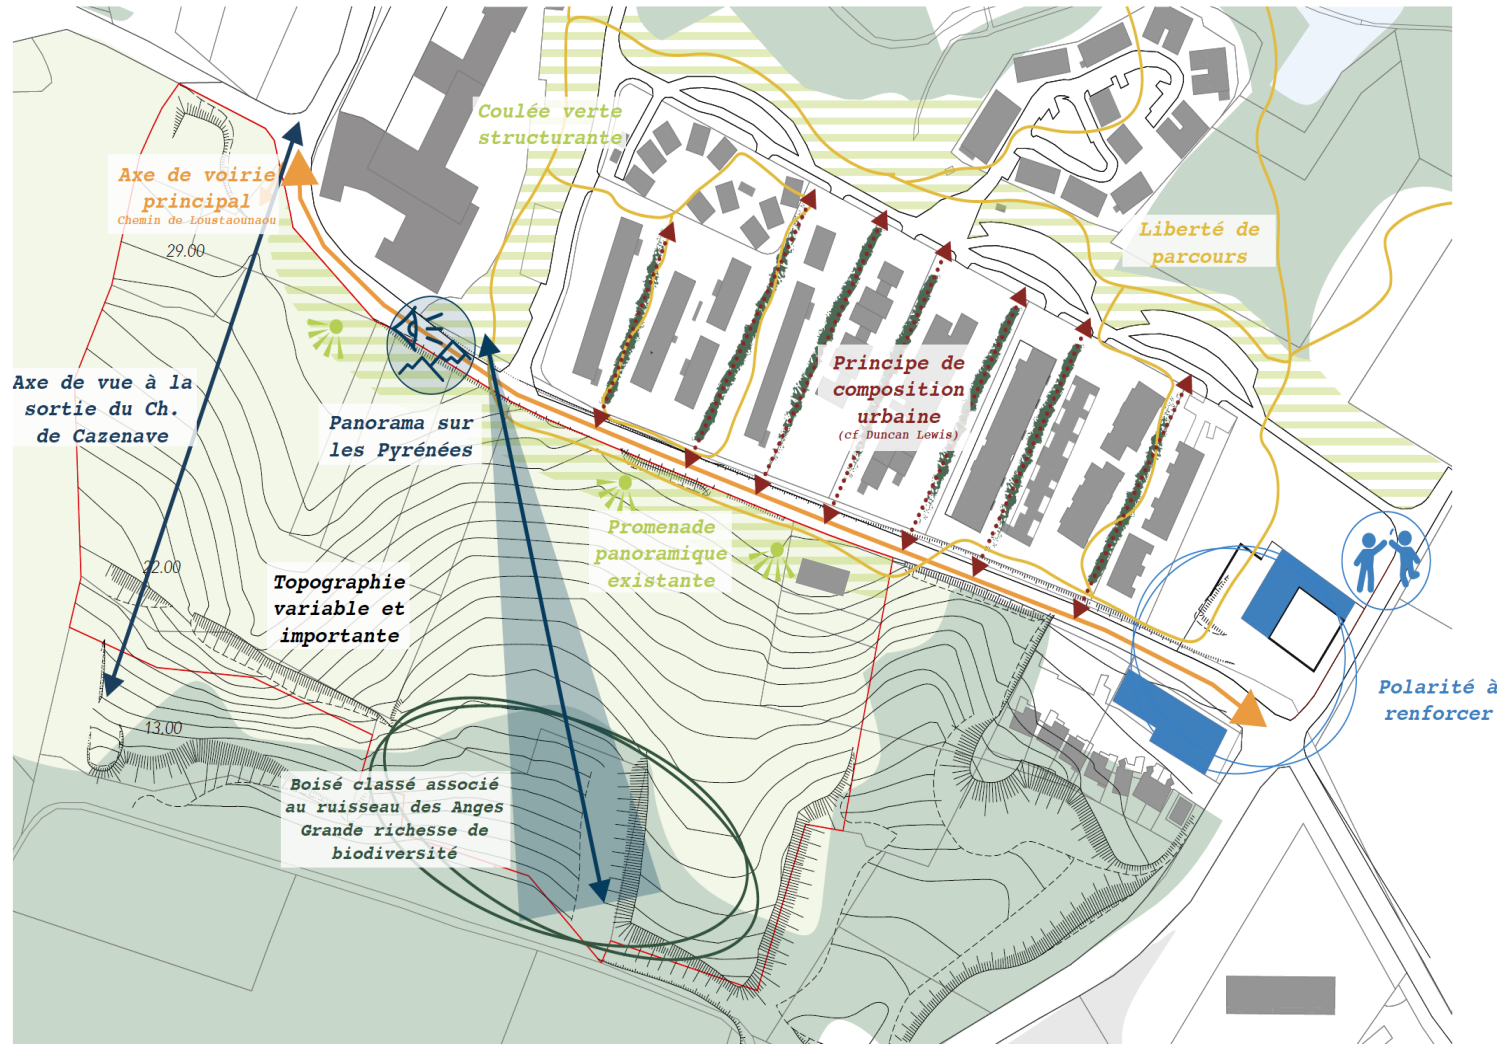 Coulée verte
structurante
Axe de voirie
principal
Chemin de Loustaounaou
29.00
Liberté de
parcours
Axe de vue à la
sortie du Ch.
de Cazenave
Panorama sur
les Pyrénées
Principe de
composition
urbaine
(cf Duncan Lewis)
Promenade
panoramique
existante
22.00
Topographie
variable et
importante
Polarité à
renforcer
13.00
Boisé classé associé
au ruisseau des Anges
Grande richesse de
biodiversité